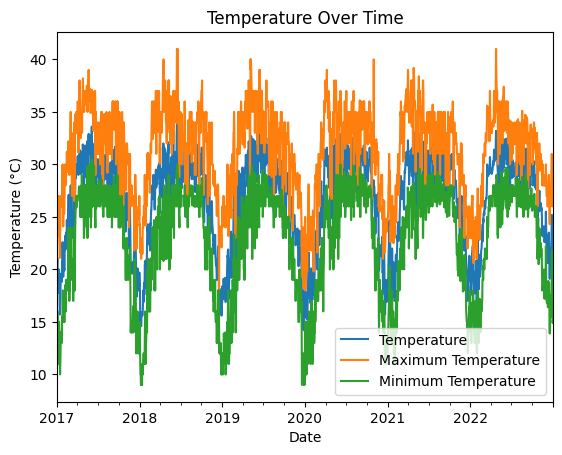 Temperature Over Time
Temperature (°C)
40
35
30
25
20
15
10
2017 2018 2019 2020 2021 2022
Date
Temperature
Maximum Temperature
Minimum Temperature